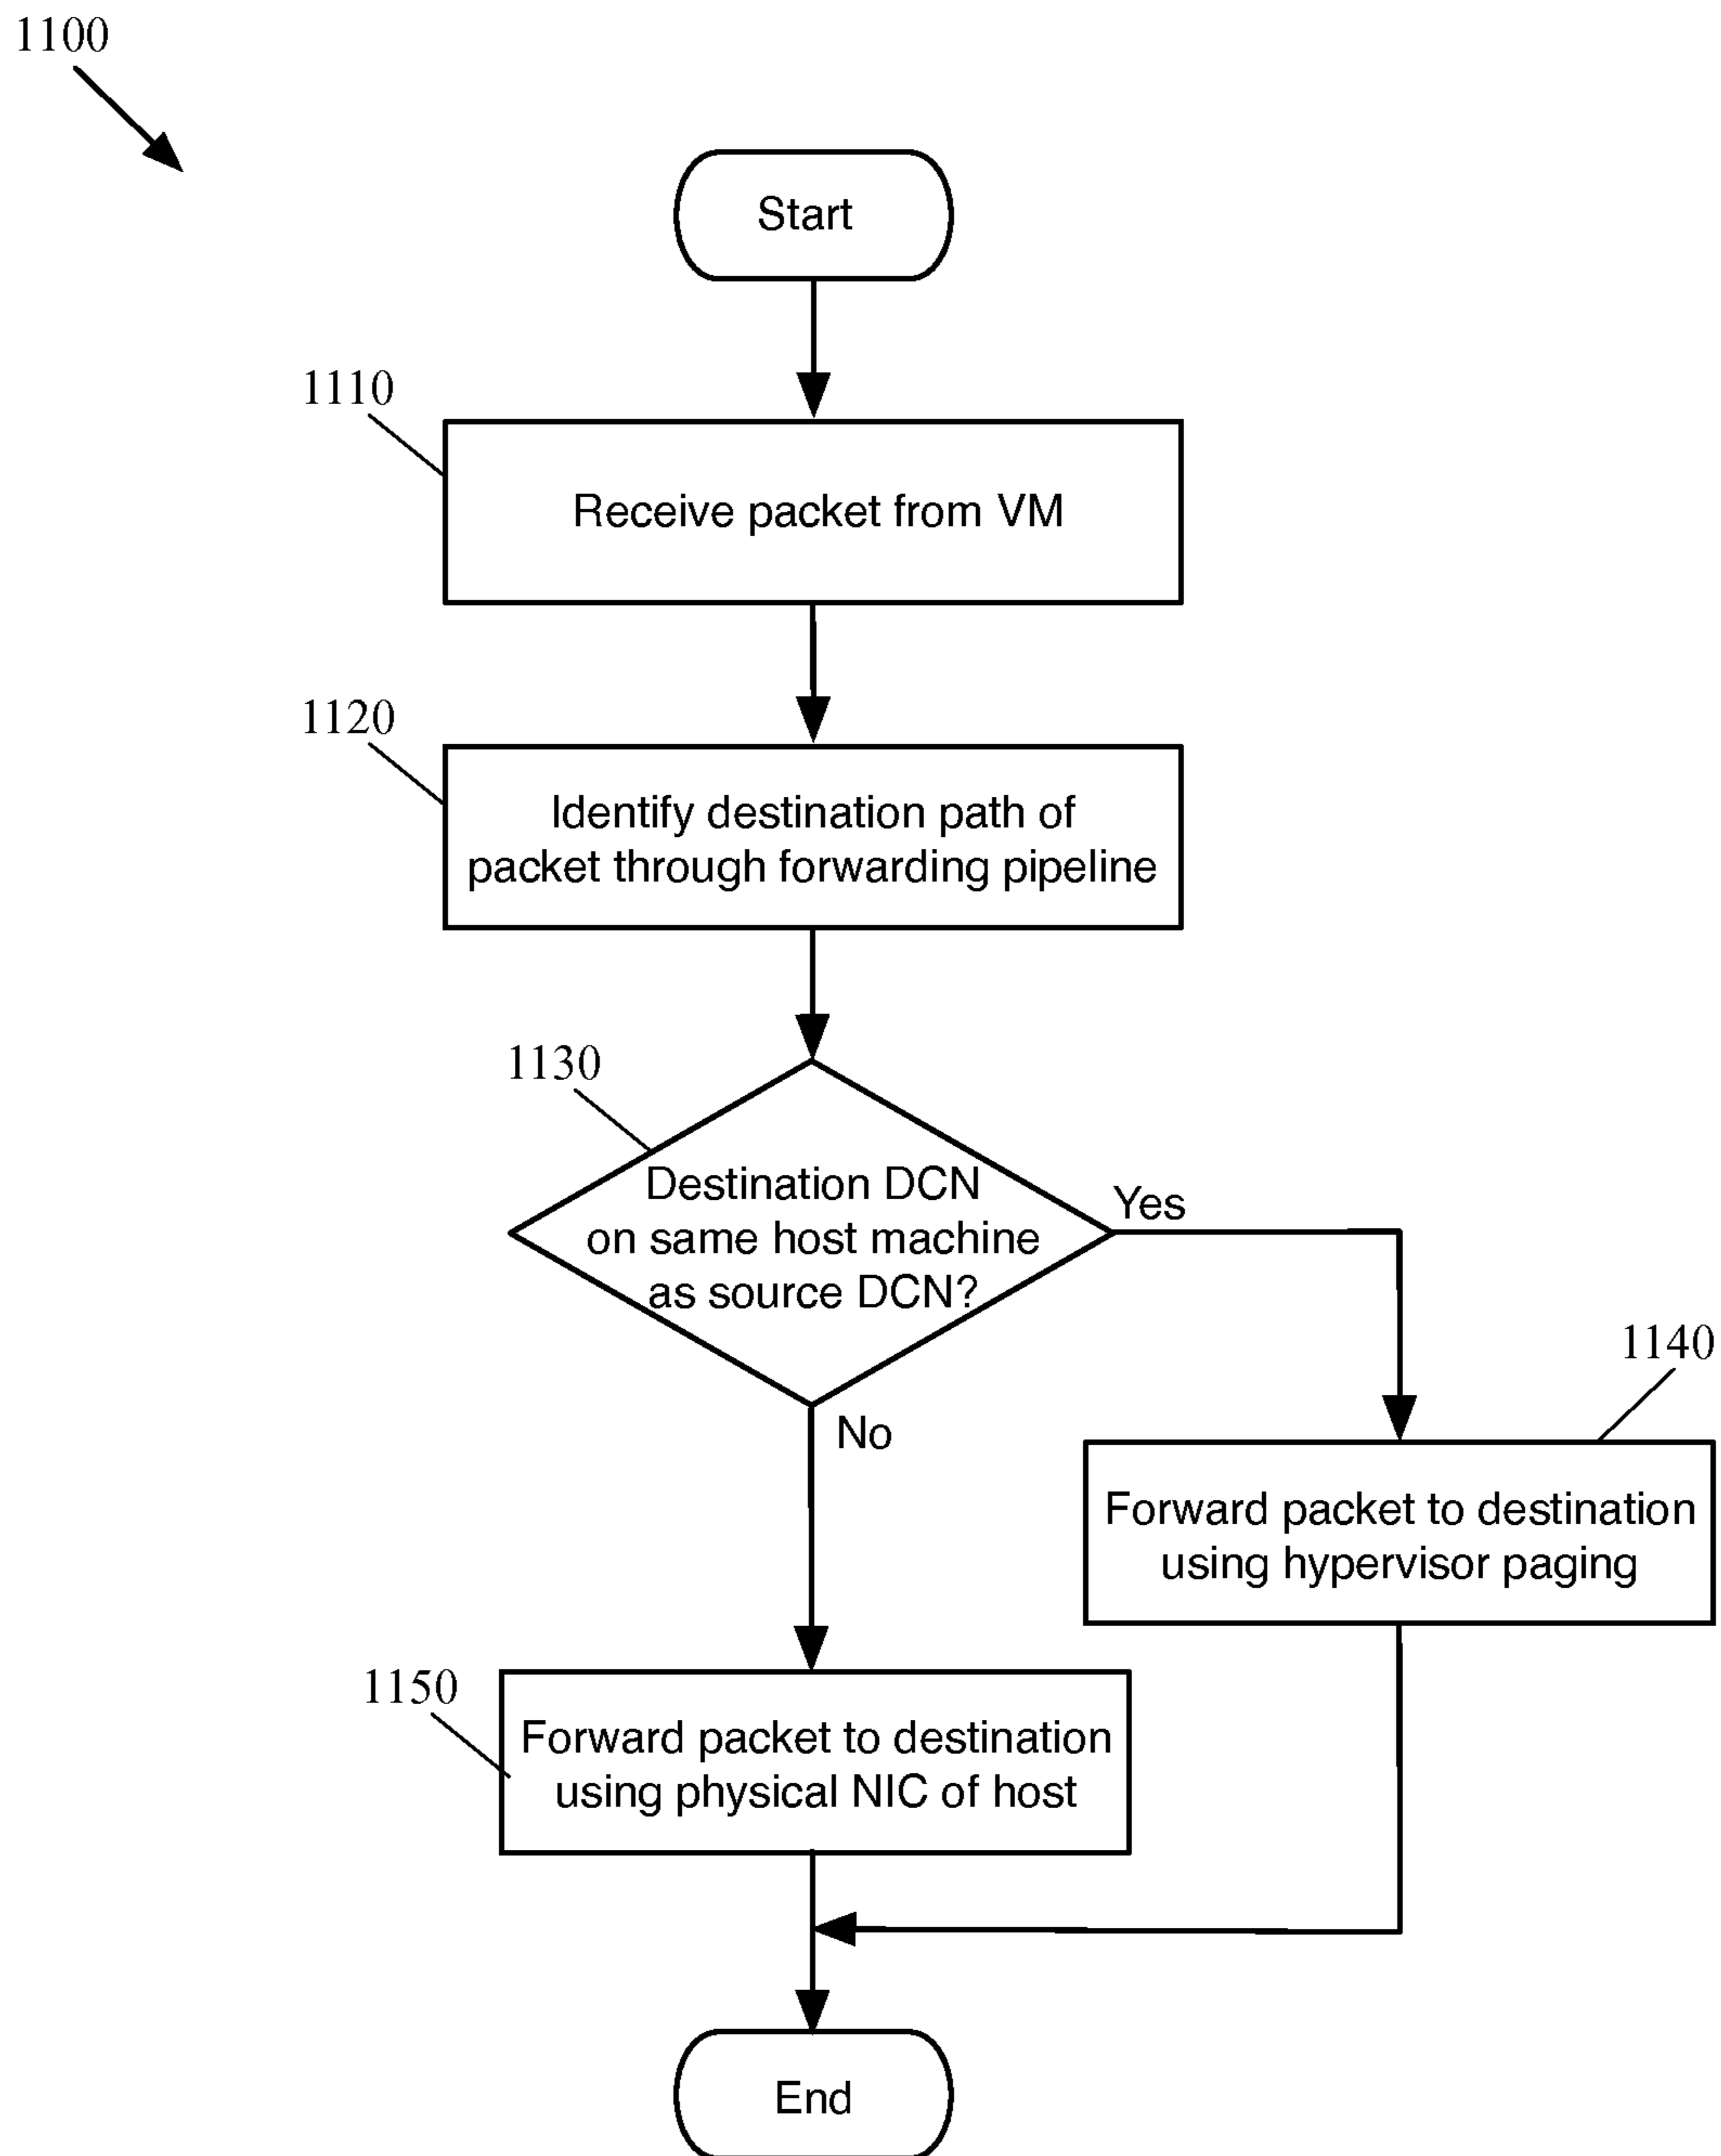 1100
Start
1110
Receive packet from VM
1120
Identify destination path of
packet through forwarding pipeline
1130
Destination DCN
on same host machine
as source DCN?
Yes
No
1140
Forward packet to destination
using hypervisor paging
1150
Forward packet to destination
using physical NIC of host
End